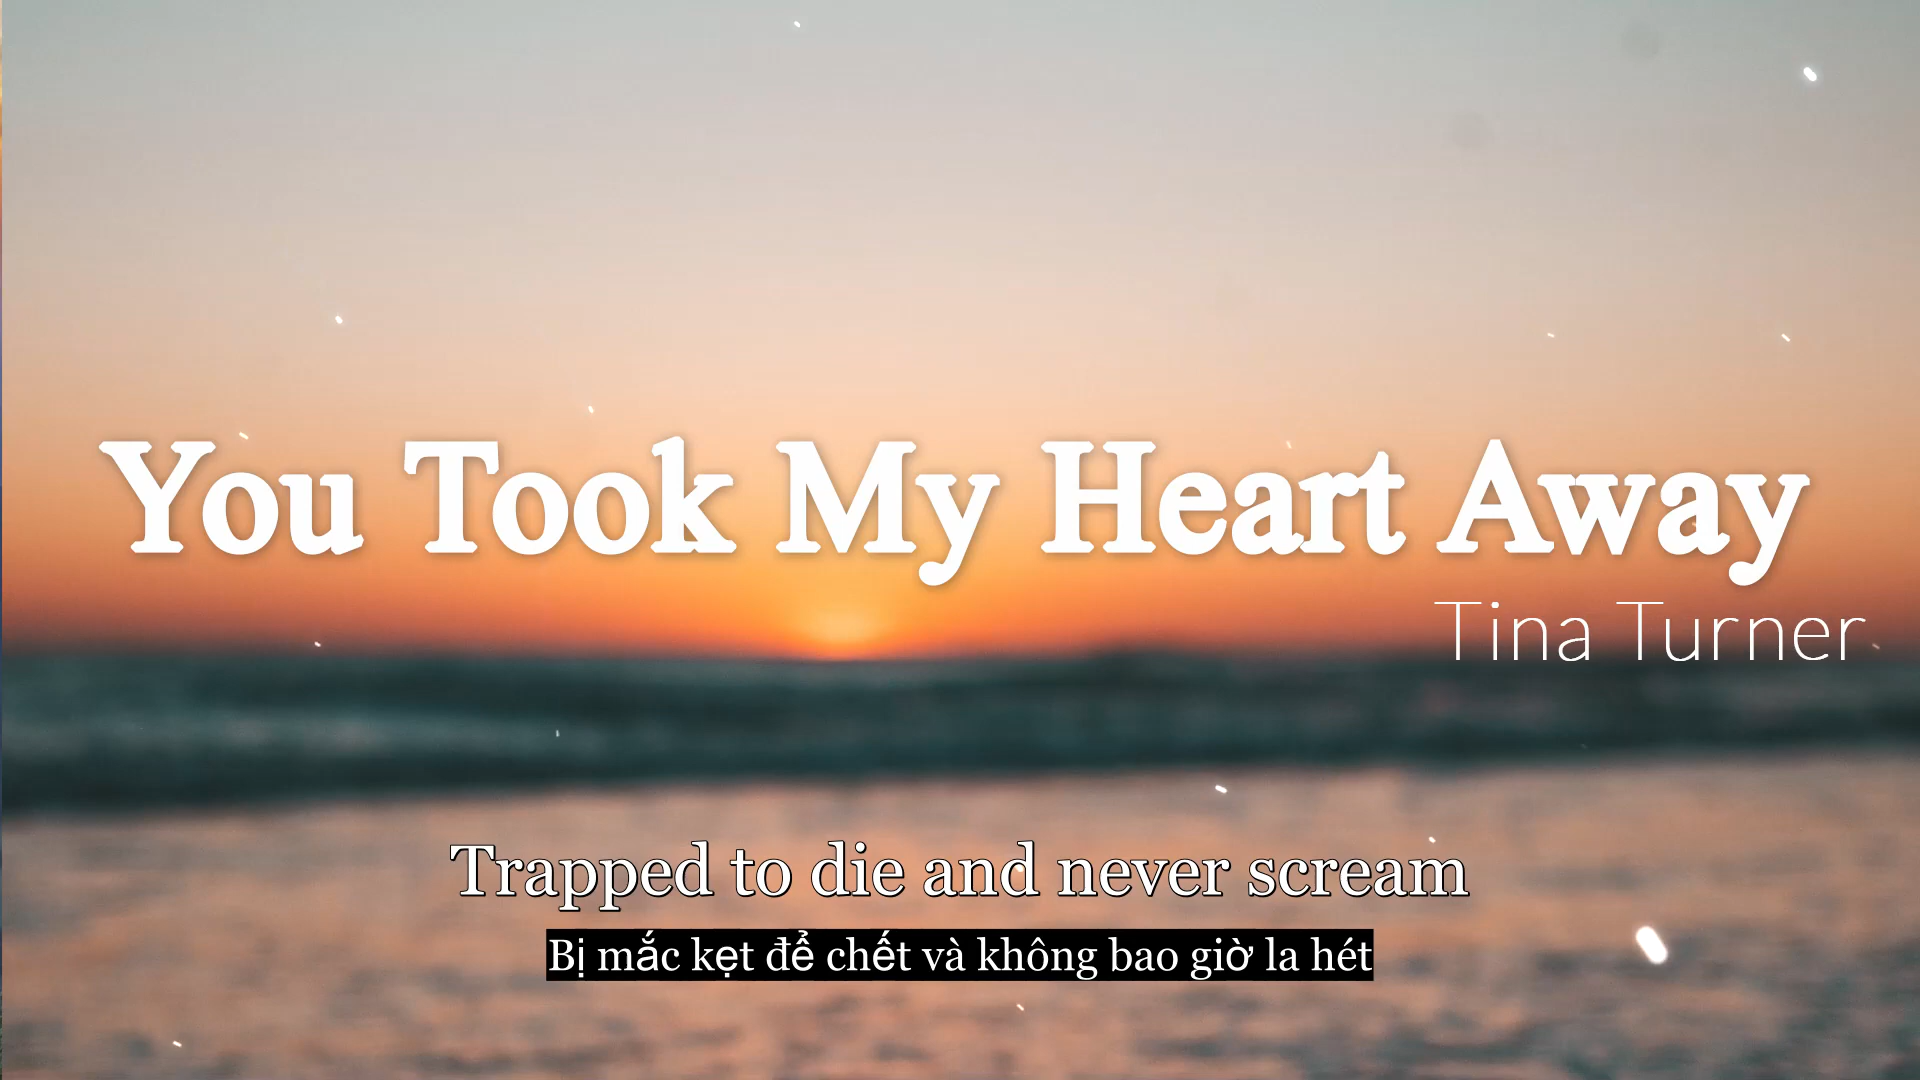 You Took My Heart Away
Tina Turner
Trapped to die and never scream
Bị mắc kẹt để chết và không bao giờ la hét